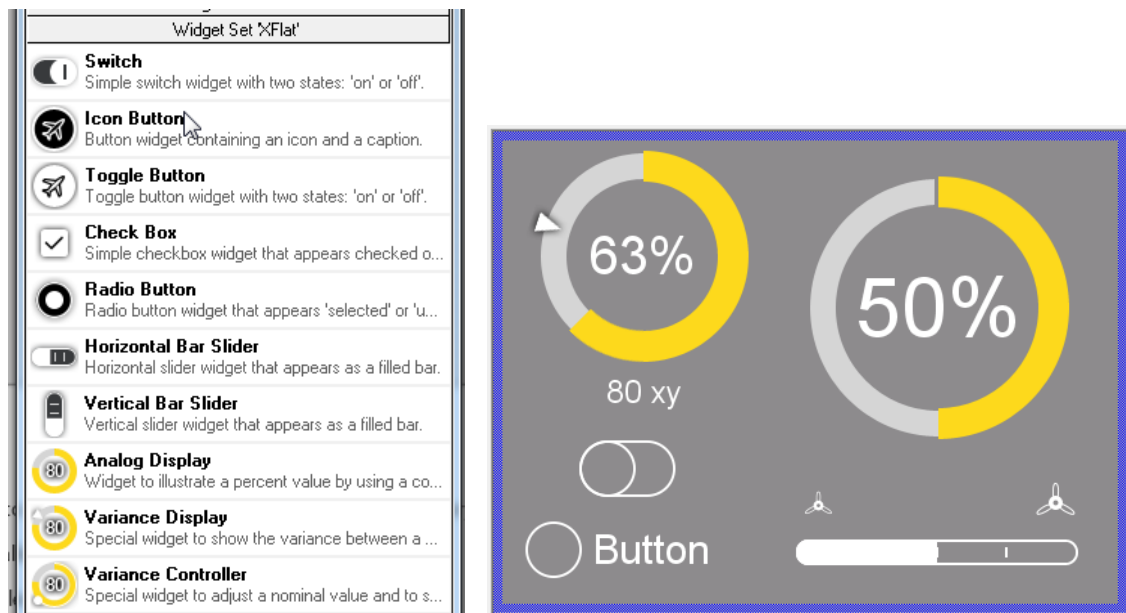 Widget Set 'XFlat'
Switch
Simple switch widget with two states: 'on' or 'off'.
Icon Button
Button widget containing an icon and a caption.
Toggle Button
Toggle button widget with two states: 'on' or 'off'.
Check Box
Simple checkbox widget that appears checked o...
Radio Button
Radio button widget that appears 'selected' or 'u...
Horizontal Bar Slider
Horizontal slider widget that appears as a filled bar.
Vertical Bar Slider
Vertical slider widget that appears as a filled bar.
80
Analog Display
Widget to illustrate a percent value by using a co...
80
Variance Display
Special widget to show the variance between a ...
80
Variance Controller
Special widget to adjust a nominal value and to s...
63%
80 xy
50%
Button